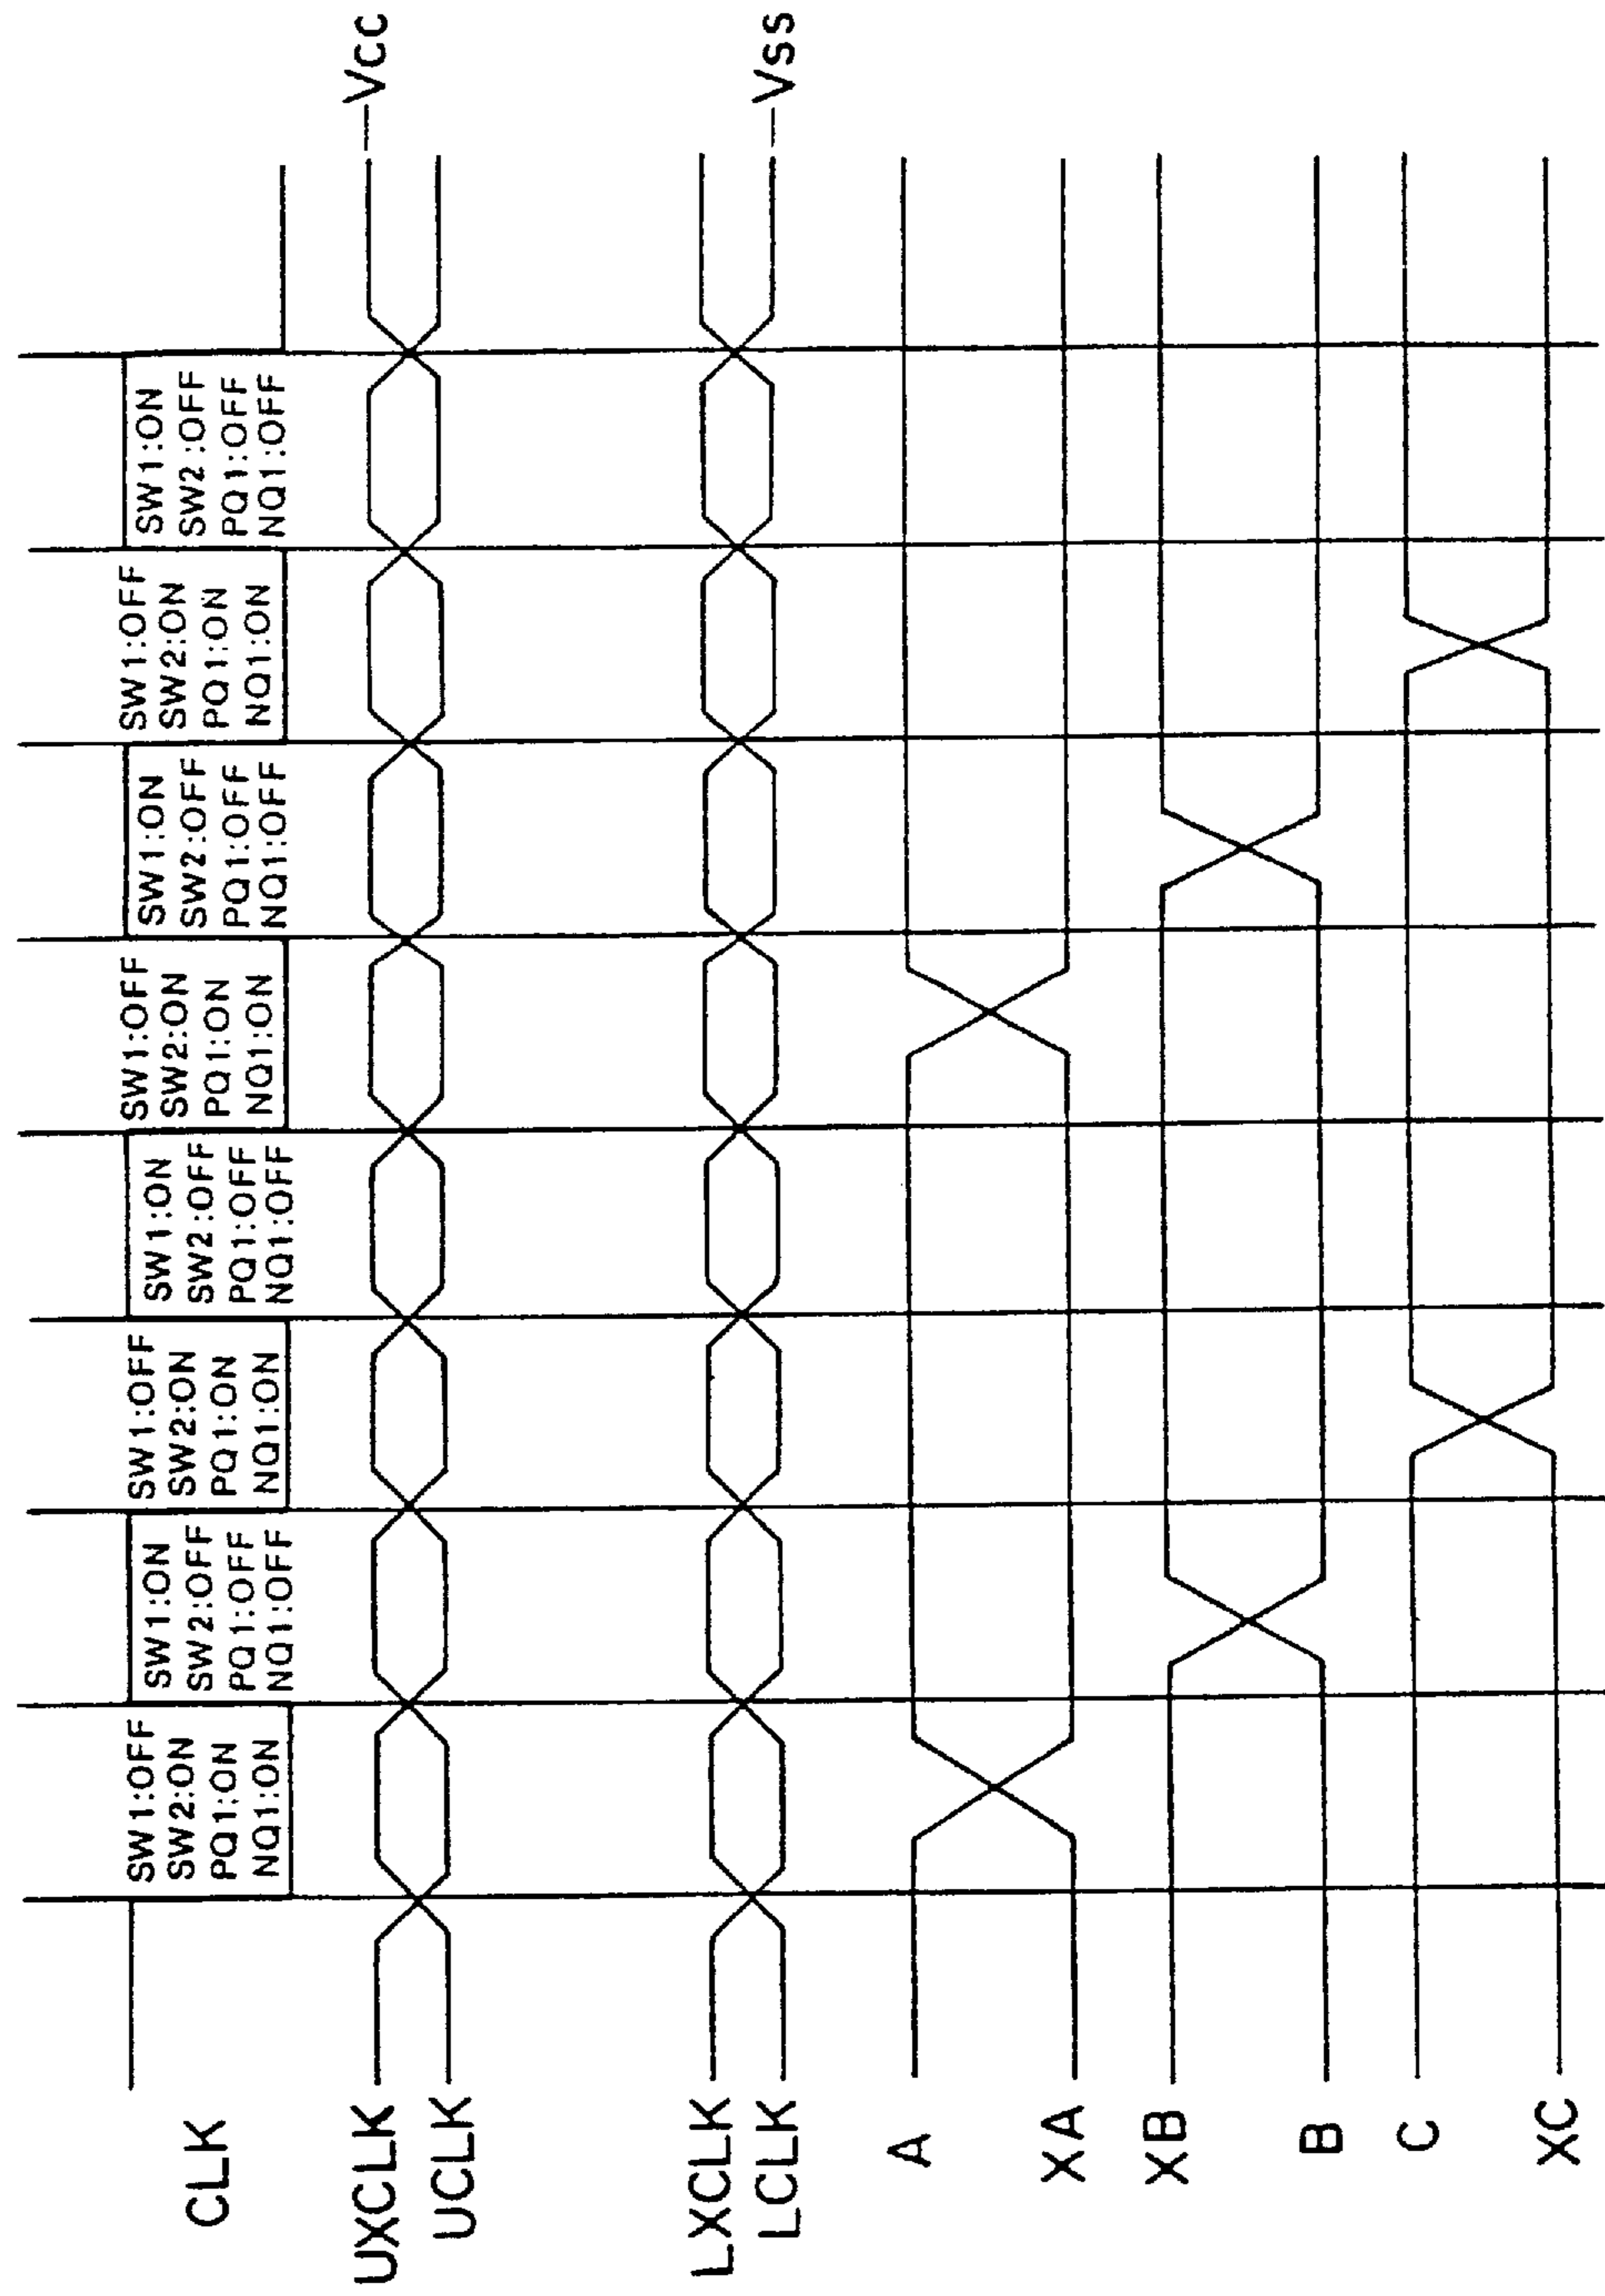 CLK
SW1:OFF
SW2:ON
PQ1:ON
NQ1:ON
SW1:ON
SW2:OFF
PQ1:OFF
NQ1:OFF
SW1:OFF
SW2:ON
PQ1:ON
NQ1:ON
SW1:ON
SW2:OFF
PQ1:OFF
NQ1:OFF
SW1:OFF
SW2:ON
PQ1:ON
NQ1:ON
SW1:ON
SW2:OFF
PQ1:OFF
NQ1:OFF
SW1:OFF
SW2:ON
PQ1:ON
NQ1:ON
SW1:ON
SW2:OFF
PQ1:OFF
NQ1:OFF
UXCLK
Vcc
UCLK
LXCLK
LCLK
Vss
A
XA
XB
B
C
XC